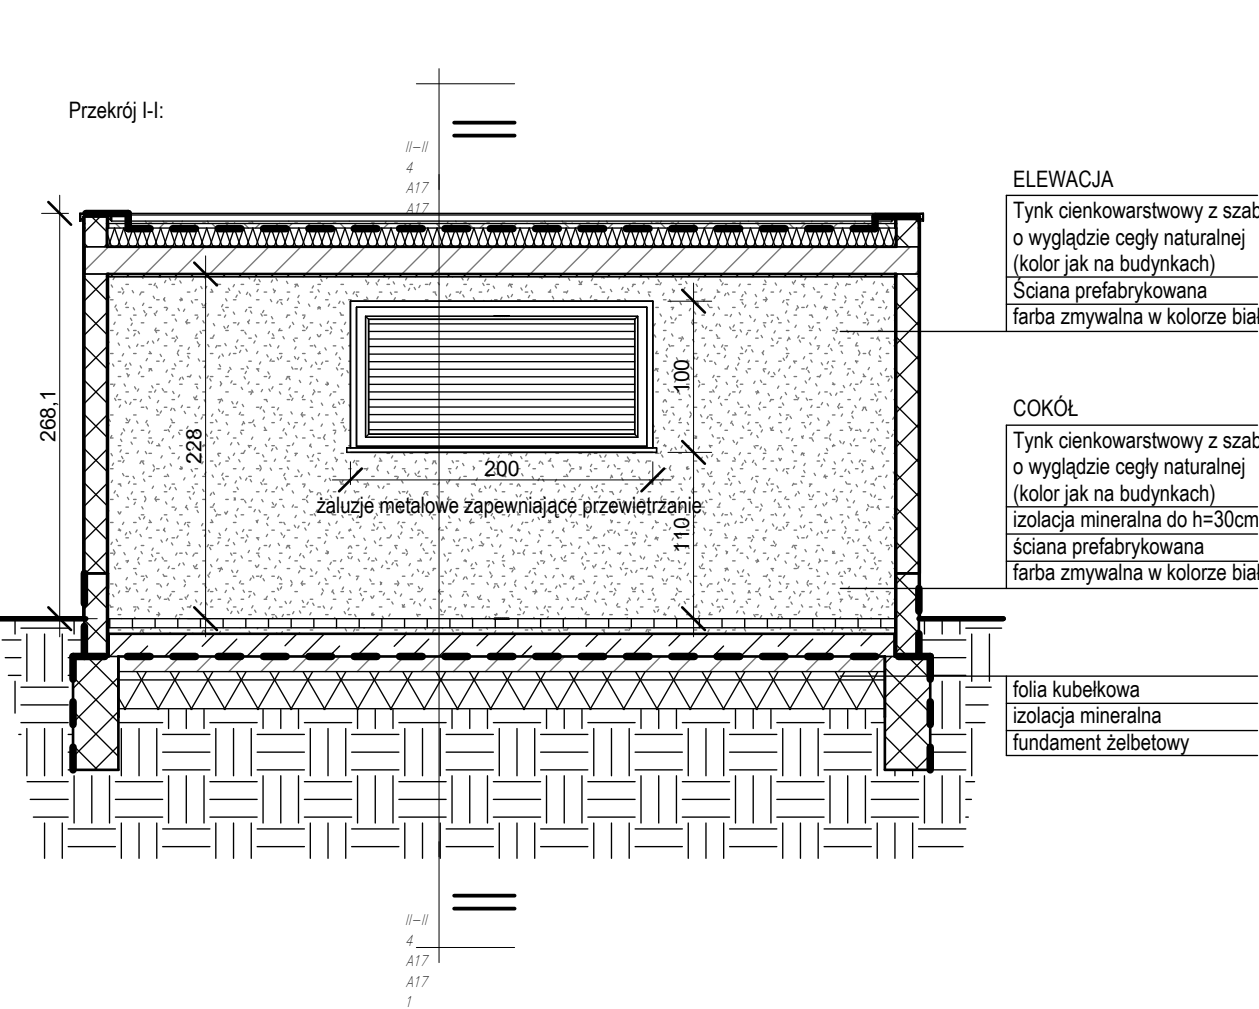 Przekrój I-I:
II-II
4
A17
A17
ELEWACJA
Tynk cienkowarstwowy z szab
o wyglądzie cegły naturalnej
(kolor jak na budynkach)
Ściana prefabrykowana
farba zmywalna w kolorze biał
268,1
228
100
200
żaluzje metalowe zapewniające przewietrzanie
110
COKÓŁ
Tynk cienkowarstwowy z szab
o wyglądzie cegły naturalnej
(kolor jak na budynkach)
izolacja mineralna do h=30cm
ściana prefabrykowana
farba zmywalna w kolorze biał
folia kubełkowa
izolacja mineralna
fundament żelbetowy
II-II
4
A17
A17
1